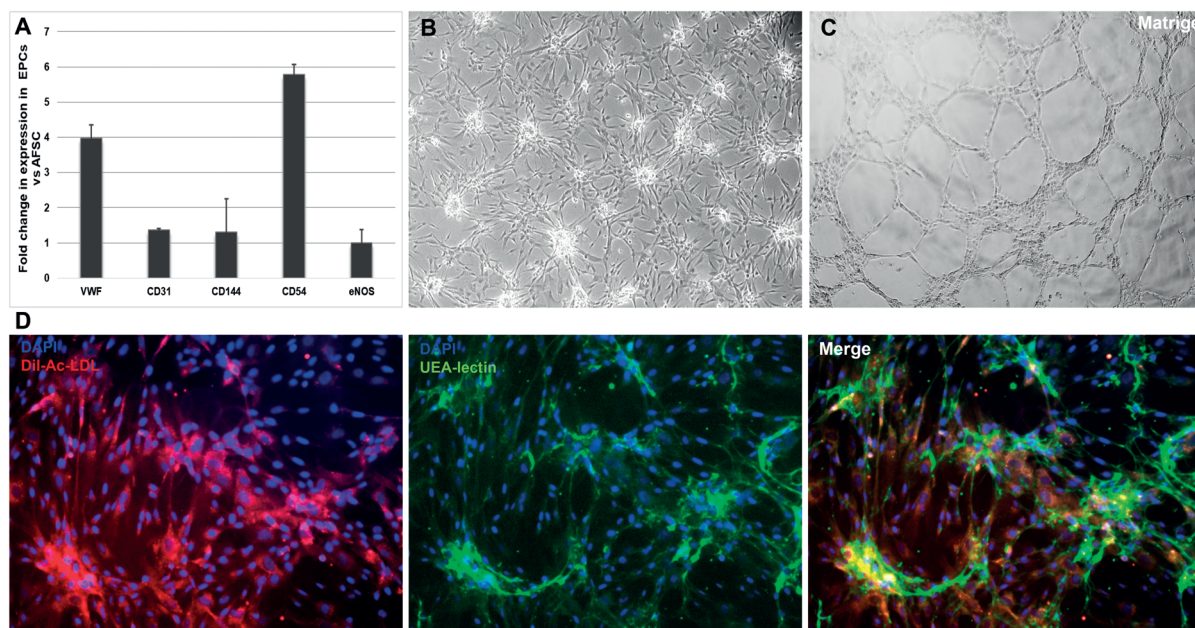 A
Fold change in expression in EPCs
vs AFSC
7
6
5
4
3
2
1
0
VWF
CD31
CD144
CD54
eNOS
B
C
Matrige
D
DAPI
Dil-Ac-LDL
DAPI
UEA-lectin
Merge